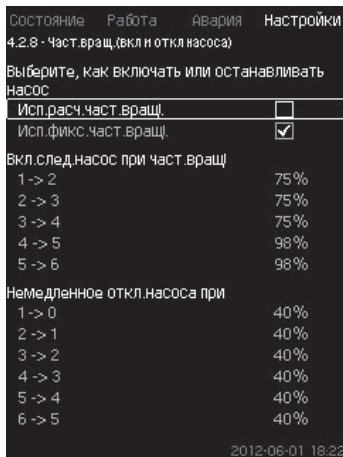 Состояние Работа Авария Настройки
4.2.8 - Част.вращ.(вкл и откл насоса)
Выберите, как включать или останавливать
насос
Исп.расч.част.вращ.
Исп.фикс.част.вращ.
Вкл.след.насос при част.вращ
1 -> 2 75%
2 -> 3 75%
3 -> 4 75%
4 -> 5 98%
5 -> 6 98%
Немедленное откл.насоса при
1 -> 0 40%
2 -> 1 40%
3 -> 2 40%
4 -> 3 40%
5 -> 4 40%
6 -> 5 40%
2012-06-01 18:22